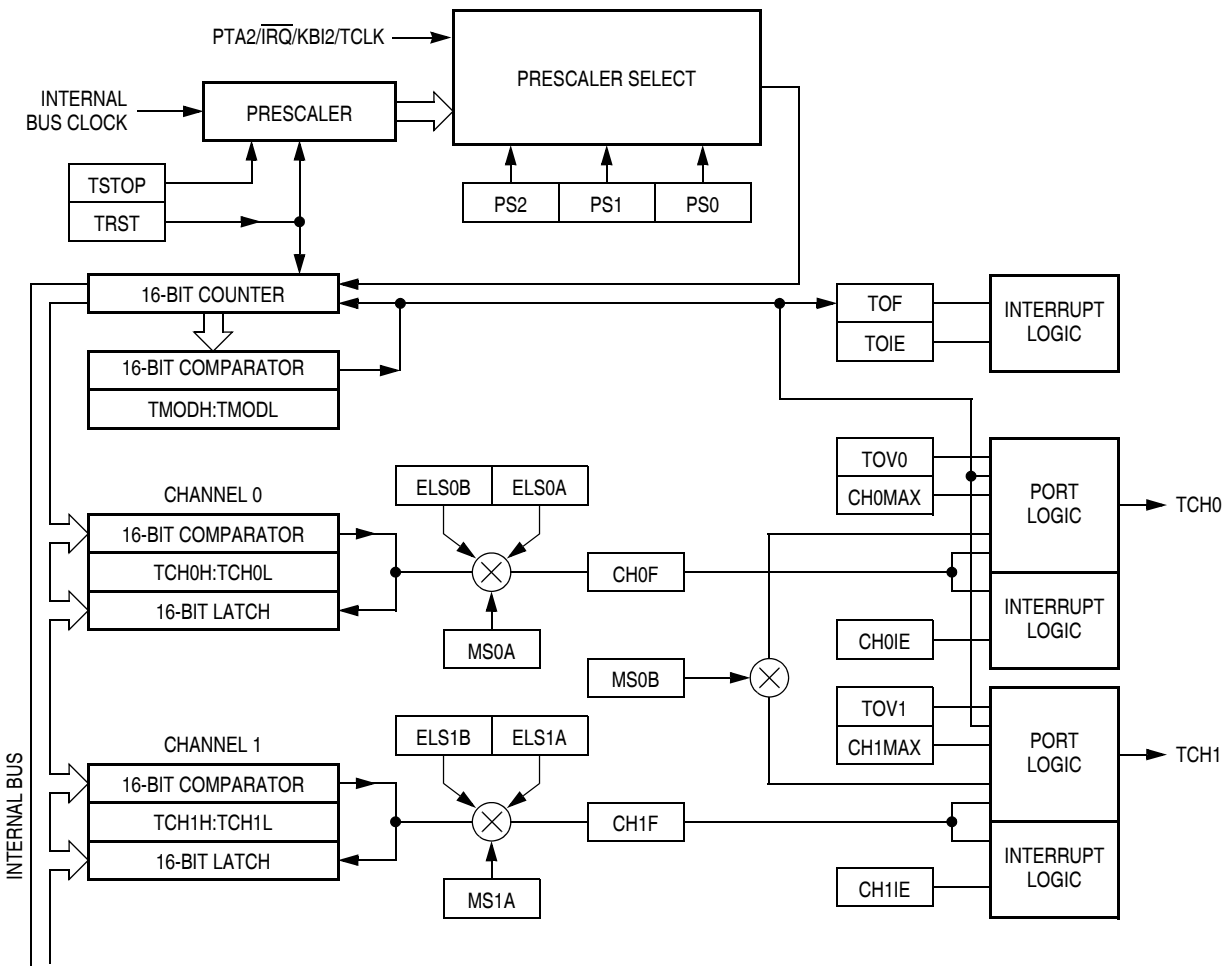 PTA2/IRQ/KBI2/TCLK
PRESCALER SELECT
INTERNAL
BUS CLOCK
PRESCALER
TSTOP
TRST
PS2
PS1
PS0
16-BIT COUNTER
16-BIT COMPARATOR
TMODH:TMODL
TOF
TOIE
INTERRUPT
LOGIC
CHANNEL 0
16-BIT COMPARATOR
TCH0H:TCH0L
16-BIT LATCH
ELS0B
ELS0A
MS0A
CH0F
TOV0
CH0MAX
PORT
LOGIC
TCH0
INTERRUPT
LOGIC
CH0IE
MS0B
CHANNEL 1
16-BIT COMPARATOR
TCH1H:TCH1L
16-BIT LATCH
ELS1B
ELS1A
MS1A
CH1F
TOV1
CH1MAX
PORT
LOGIC
TCH1
INTERRUPT
LOGIC
CH1IE
INTERNAL BUS